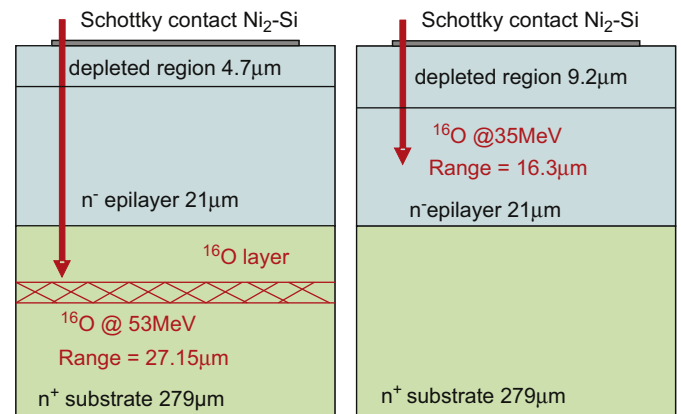 Schottky contact Ni₂-Si
depleted region 4.7μm
n⁻ epilayer 21μm
¹⁶O layer
¹⁶O @ 53MeV
Range = 27.15μm
n⁺ substrate 279μm
Schottky contact Ni₂-Si
depleted region 9.2μm
¹⁶O @35MeV
Range = 16.3μm
n⁻epilayer 21μm
n⁺ substrate 279μm